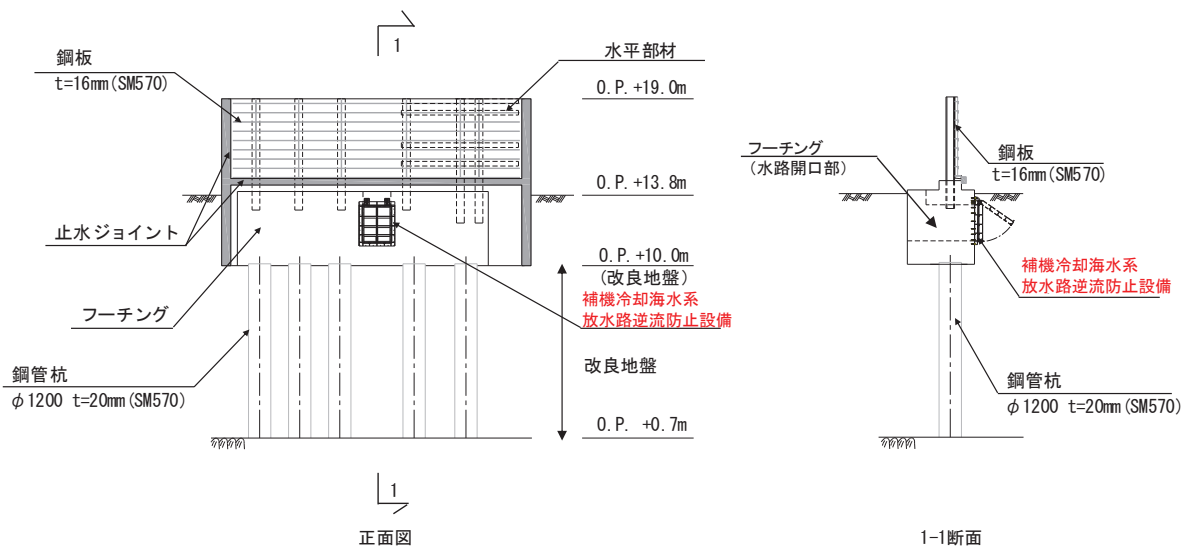 1
鋼板
t=16mm(SM570)
水平部材
O.P.+19.0m
O.P.+13.8m
止水ジョイント
O.P.+10.0m
(改良地盤)
補機冷却海水系
放水路逆流防止設備
フーチング
改良地盤
鋼管杭
φ1200 t=20mm(SM570)
O.P. +0.7m
1
正面図
フーチング
(水路開口部)
鋼板
t=16mm(SM570)
補機冷却海水系
放水路逆流防止設備
鋼管杭
φ1200 t=20mm(SM570)
1-1断面